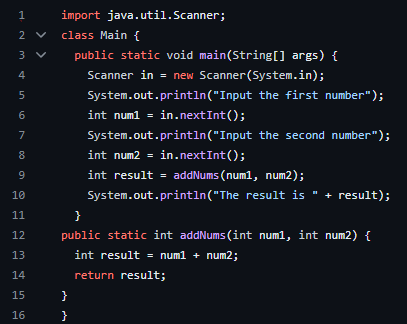 1 import java.util.Scanner;
2 class Main {
3 public static void main(String[] args) {
4 Scanner in = new Scanner(System.in);
5 System.out.println("Input the first number");
6 int num1 = in.nextInt();
7 System.out.println("Input the second number");
8 int num2 = in.nextInt();
9 int result = addNums(num1, num2);
10 System.out.println("The result is " + result);
11 }
12 public static int addNums(int num1, int num2) {
13 int result = num1 + num2;
14 return result;
15 }
16 }